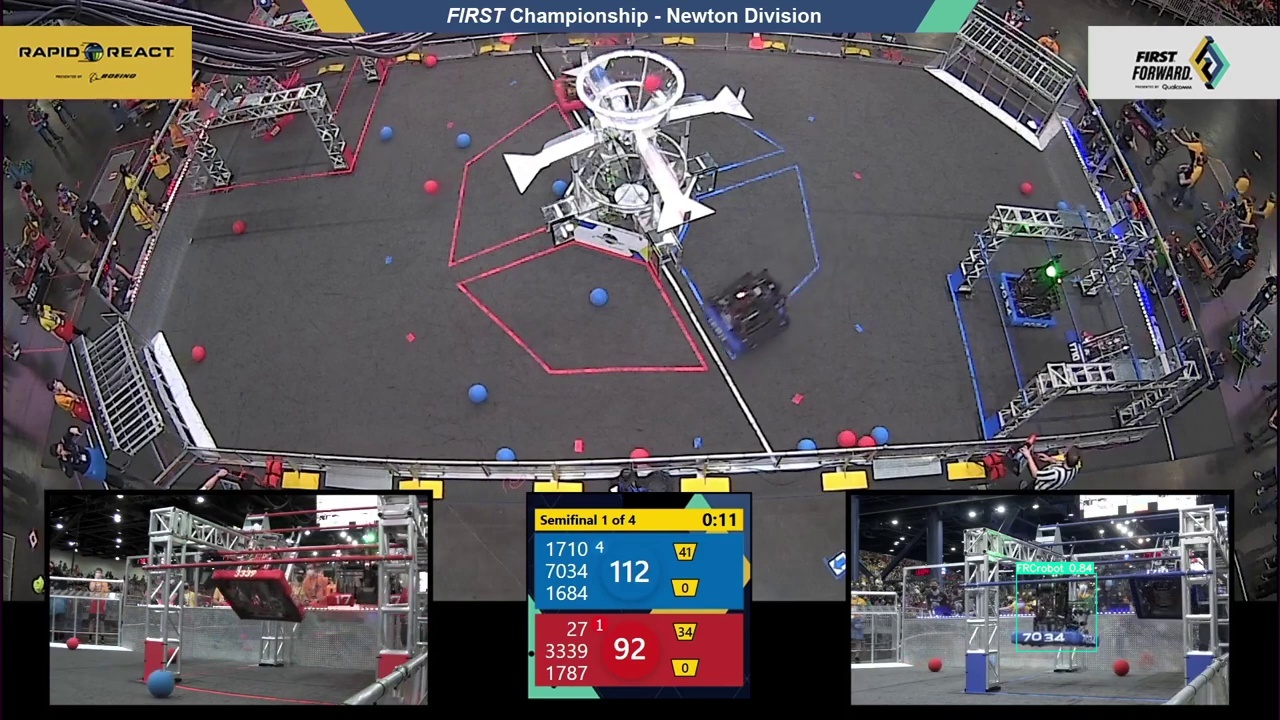 FIRST Championship - Newton Division
RAPID REACT
PRESENTED BY BOEING
FIRST
FORWARD.
PRESENTED BY Qualcomm
Semifinal 1 of 4 0:11
1710 4
7034
1684
112
41
0
27 1
3339
1787
92
34
0
3339
FRCrobot 0.84
7034